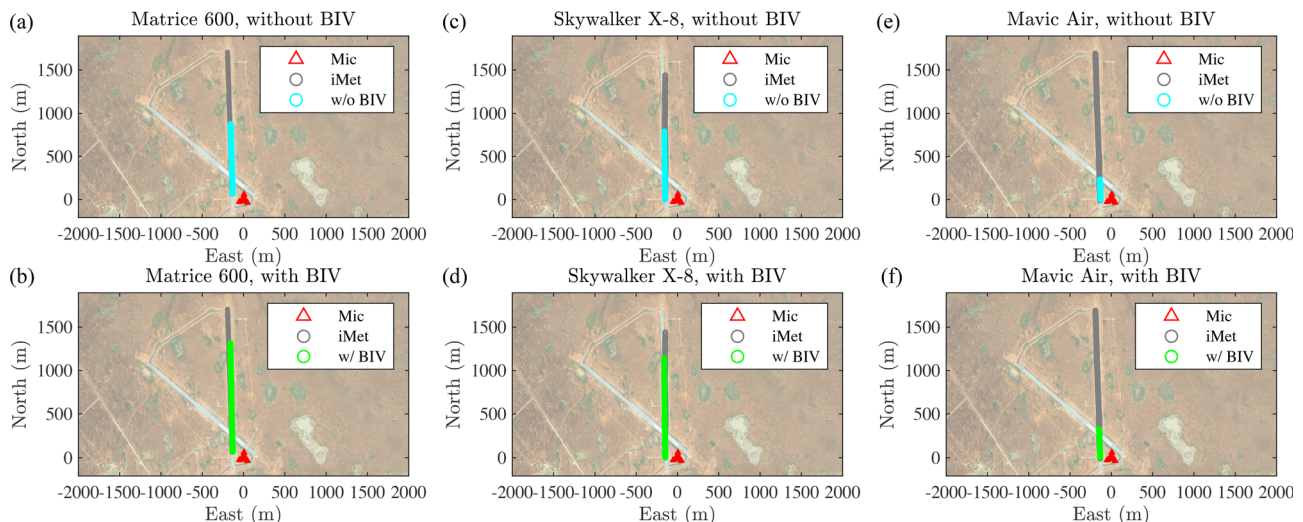 (a)
Matrice 600, without BIV
Mic
iMet
w/o BIV
North (m)
1500
1000
500
0
-2000-1500-1000 -500 0 500 1000 1500 2000
East (m)
(c)
Skywalker X-8, without BIV
Mic
iMet
w/o BIV
North (m)
1500
1000
500
0
-2000-1500-1000 -500 0 500 1000 1500 2000
East (m)
(e)
Mavic Air, without BIV
Mic
iMet
w/o BIV
North (m)
1500
1000
500
0
-2000-1500-1000 -500 0 500 1000 1500 2000
East (m)
(b)
Matrice 600, with BIV
Mic
iMet
w/ BIV
North (m)
1500
1000
500
0
-2000-1500-1000 -500 0 500 1000 1500 2000
East (m)
(d)
Skywalker X-8, with BIV
Mic
iMet
w/ BIV
North (m)
1500
1000
500
0
-2000-1500-1000 -500 0 500 1000 1500 2000
East (m)
(f)
Mavic Air, with BIV
Mic
iMet
w/ BIV
North (m)
1500
1000
500
0
-2000-1500-1000 -500 0 500 1000 1500 2000
East (m)